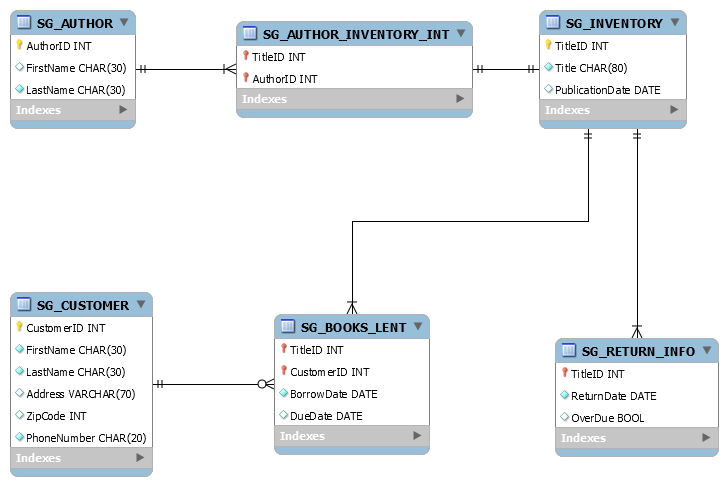 SG_AUTHOR
AuthorID INT
FirstName CHAR(30)
LastName CHAR(30)
Indexes
SG_AUTHOR_INVENTORY_INT
TitleID INT
AuthorID INT
Indexes
SG_INVENTORY
TitleID INT
Title CHAR(80)
PublicationDate DATE
Indexes
SG_CUSTOMER
CustomerID INT
FirstName CHAR(30)
LastName CHAR(30)
Address VARCHAR(70)
ZipCode INT
PhoneNumber CHAR(20)
Indexes
SG_BOOKS_LENT
TitleID INT
CustomerID INT
BorrowDate DATE
DueDate DATE
Indexes
SG_RETURN_INFO
TitleID INT
ReturnDate DATE
OverDue BOOL
Indexes